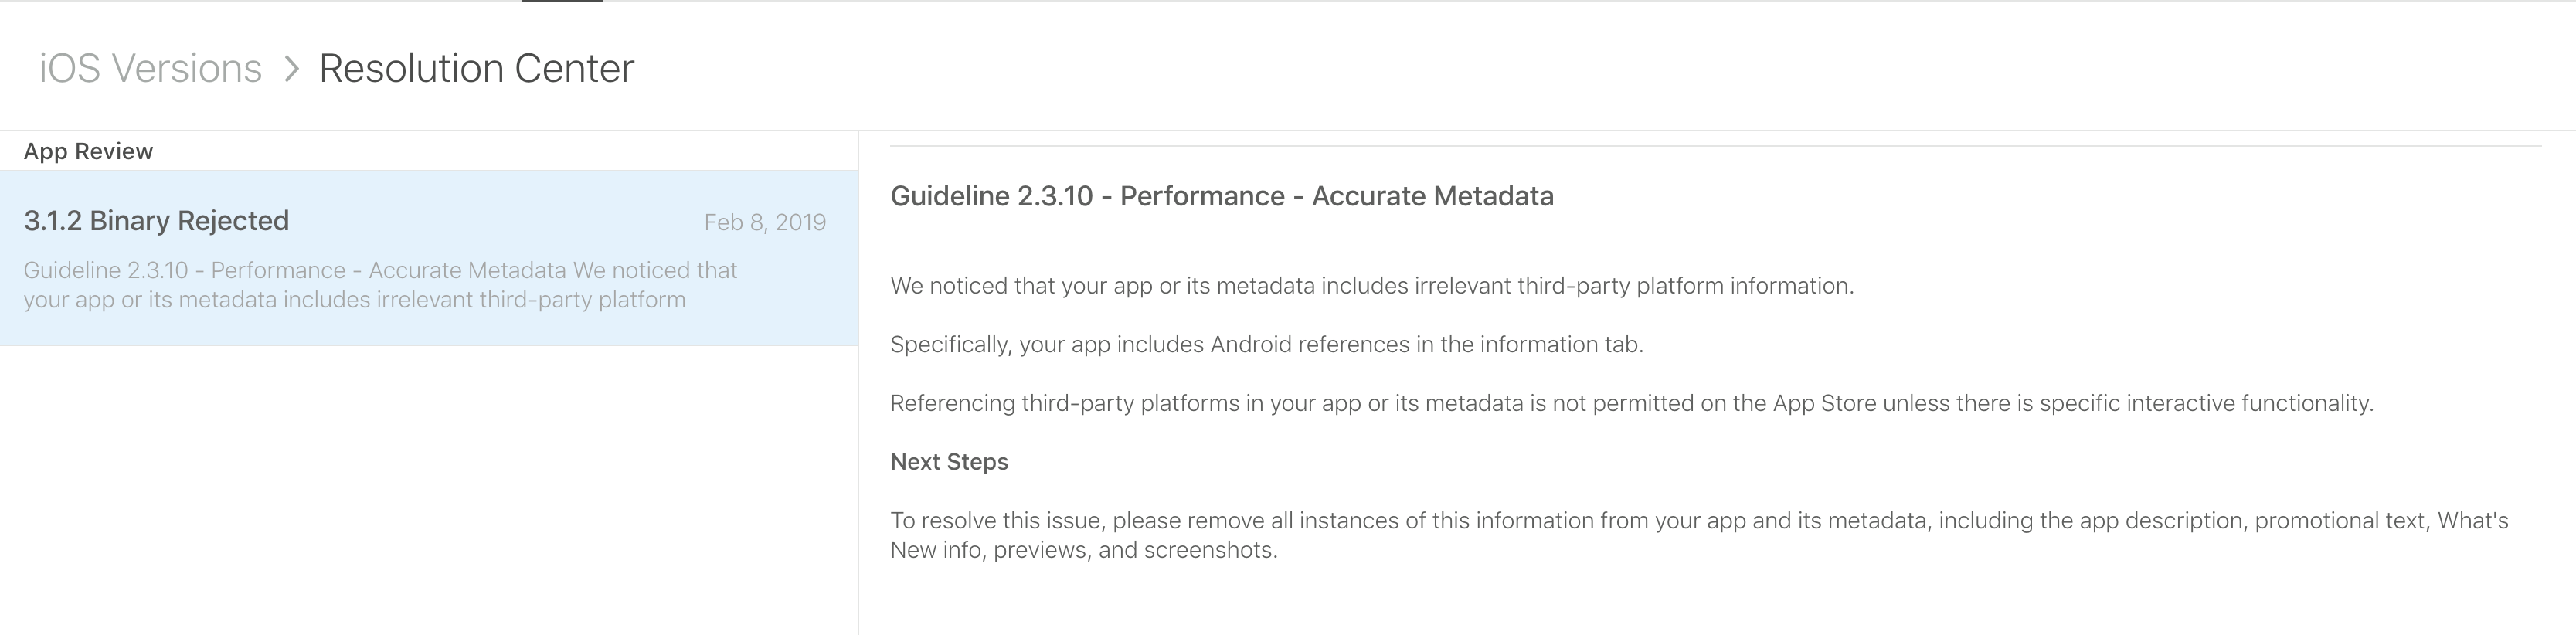 iOS Versions > Resolution Center
App Review
3.1.2 Binary Rejected Feb 8, 2019
Guideline 2.3.10 - Performance - Accurate Metadata We noticed that
your app or its metadata includes irrelevant third-party platform
Guideline 2.3.10 - Performance - Accurate Metadata
We noticed that your app or its metadata includes irrelevant third-party platform information.
Specifically, your app includes Android references in the information tab.
Referencing third-party platforms in your app or its metadata is not permitted on the App Store unless there is specific interactive functionality.
Next Steps
To resolve this issue, please remove all instances of this information from your app and its metadata, including the app description, promotional text, What's
New info, previews, and screenshots.